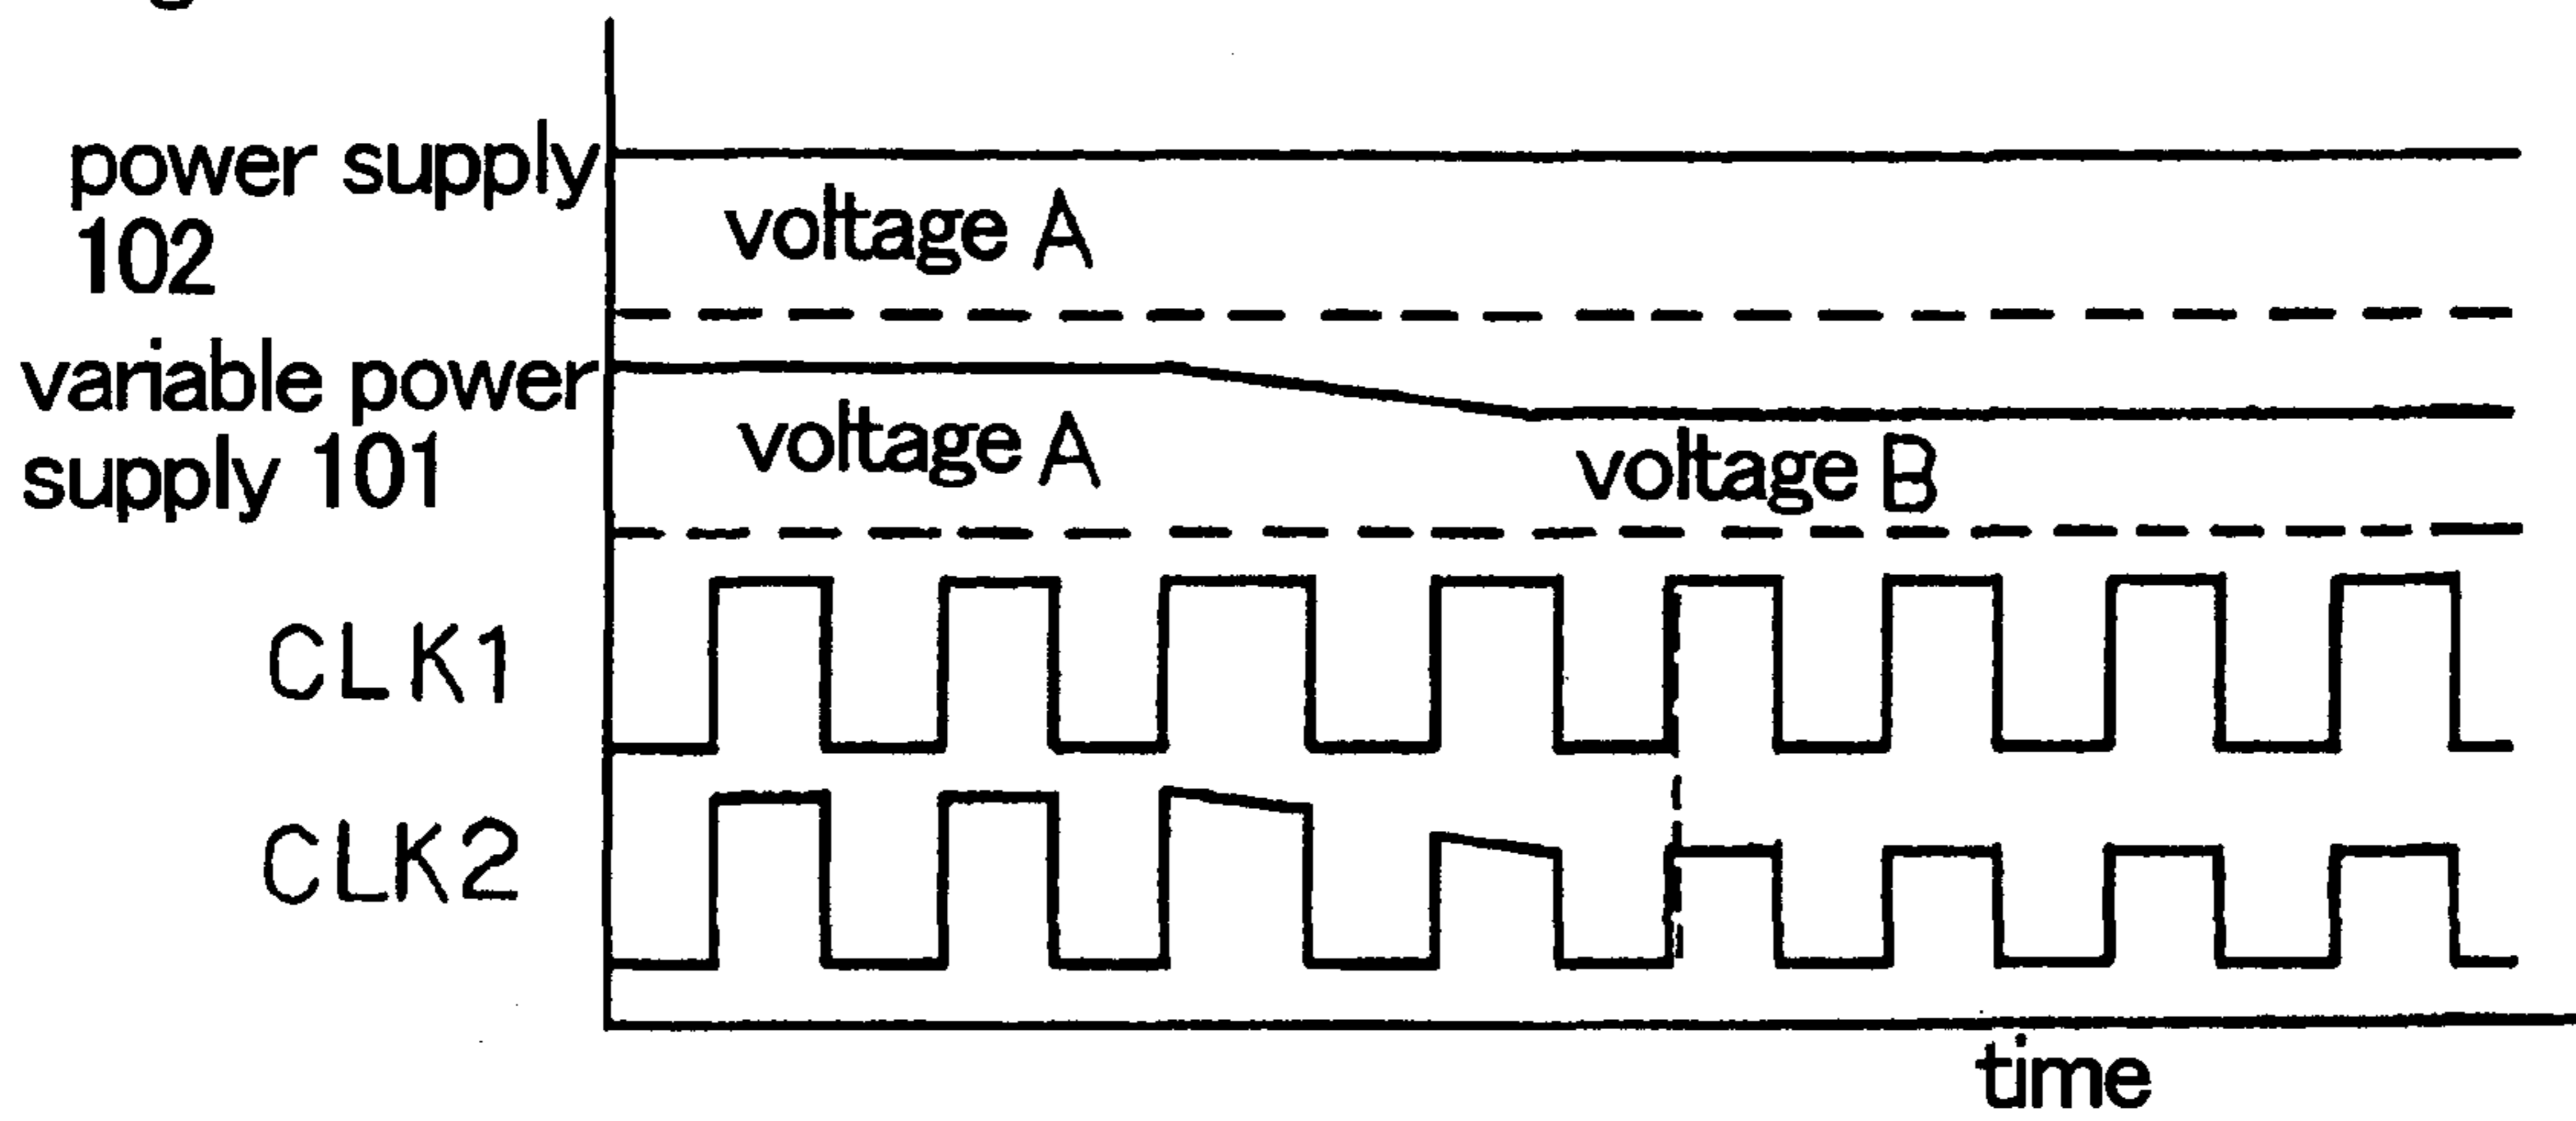 power supply
102
voltage A
variable power
supply 101
voltage A
voltage B
CLK1
CLK2
time